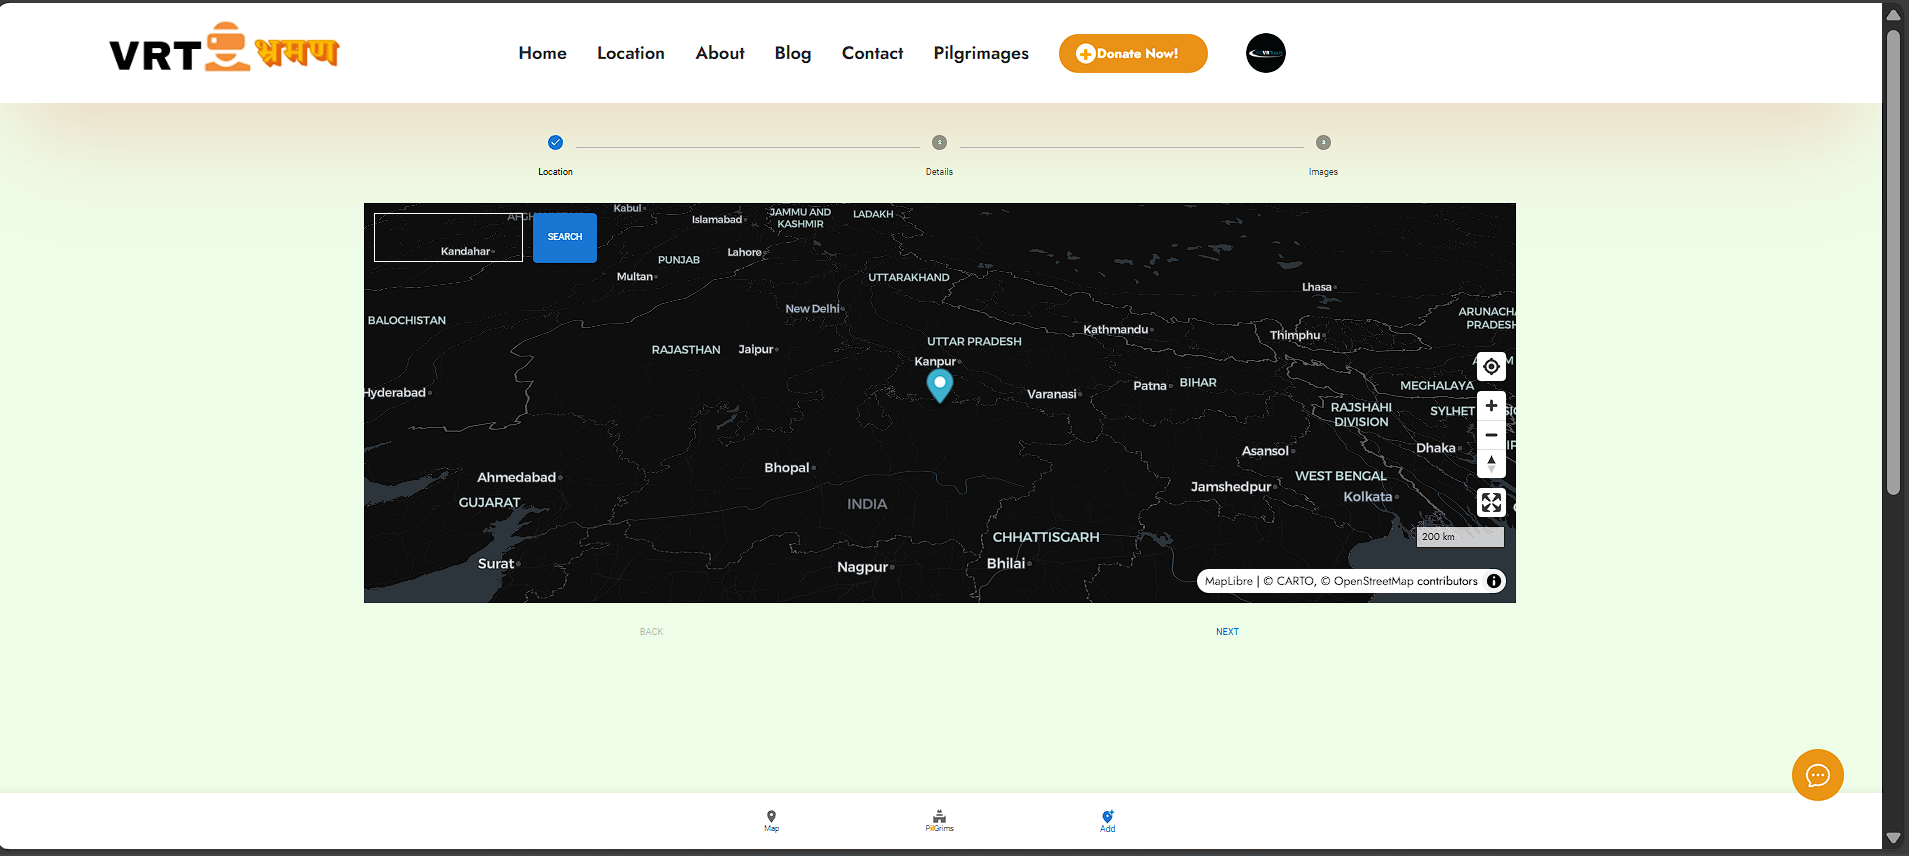 VRT भ्रमण
Home Location About Blog Contact Pilgrimages Donate Now!
Location Details Images
SEARCH
Kabul
Islamabad
JAMMU AND
KASHMIR
LADAKH
Kandahar
PUNJAB
Lahore
Multan
UTTARAKHAND
Lhasa
New Delhi
BALOCHISTAN
ARUNACH
PRADESH
Kathmandu
Thimphu
UTTAR PRADESH
RAJASTHAN
Jaipur
Kanpur
Hyderabad
Varanasi
Patna
BIHAR
MEGHALAYA
RAJSHAHI
DIVISION
SYLHET
Dhaka
Asansol
Ahmedabad
Bhopal
WEST BENGAL
Jamshedpur
Kolkata
GUJARAT
INDIA
CHHATTISGARH
200 km
Surat
Nagpur
Bhilai
MapLibre | © CARTO, © OpenStreetMap contributors
BACK NEXT
Map PilGrims Add